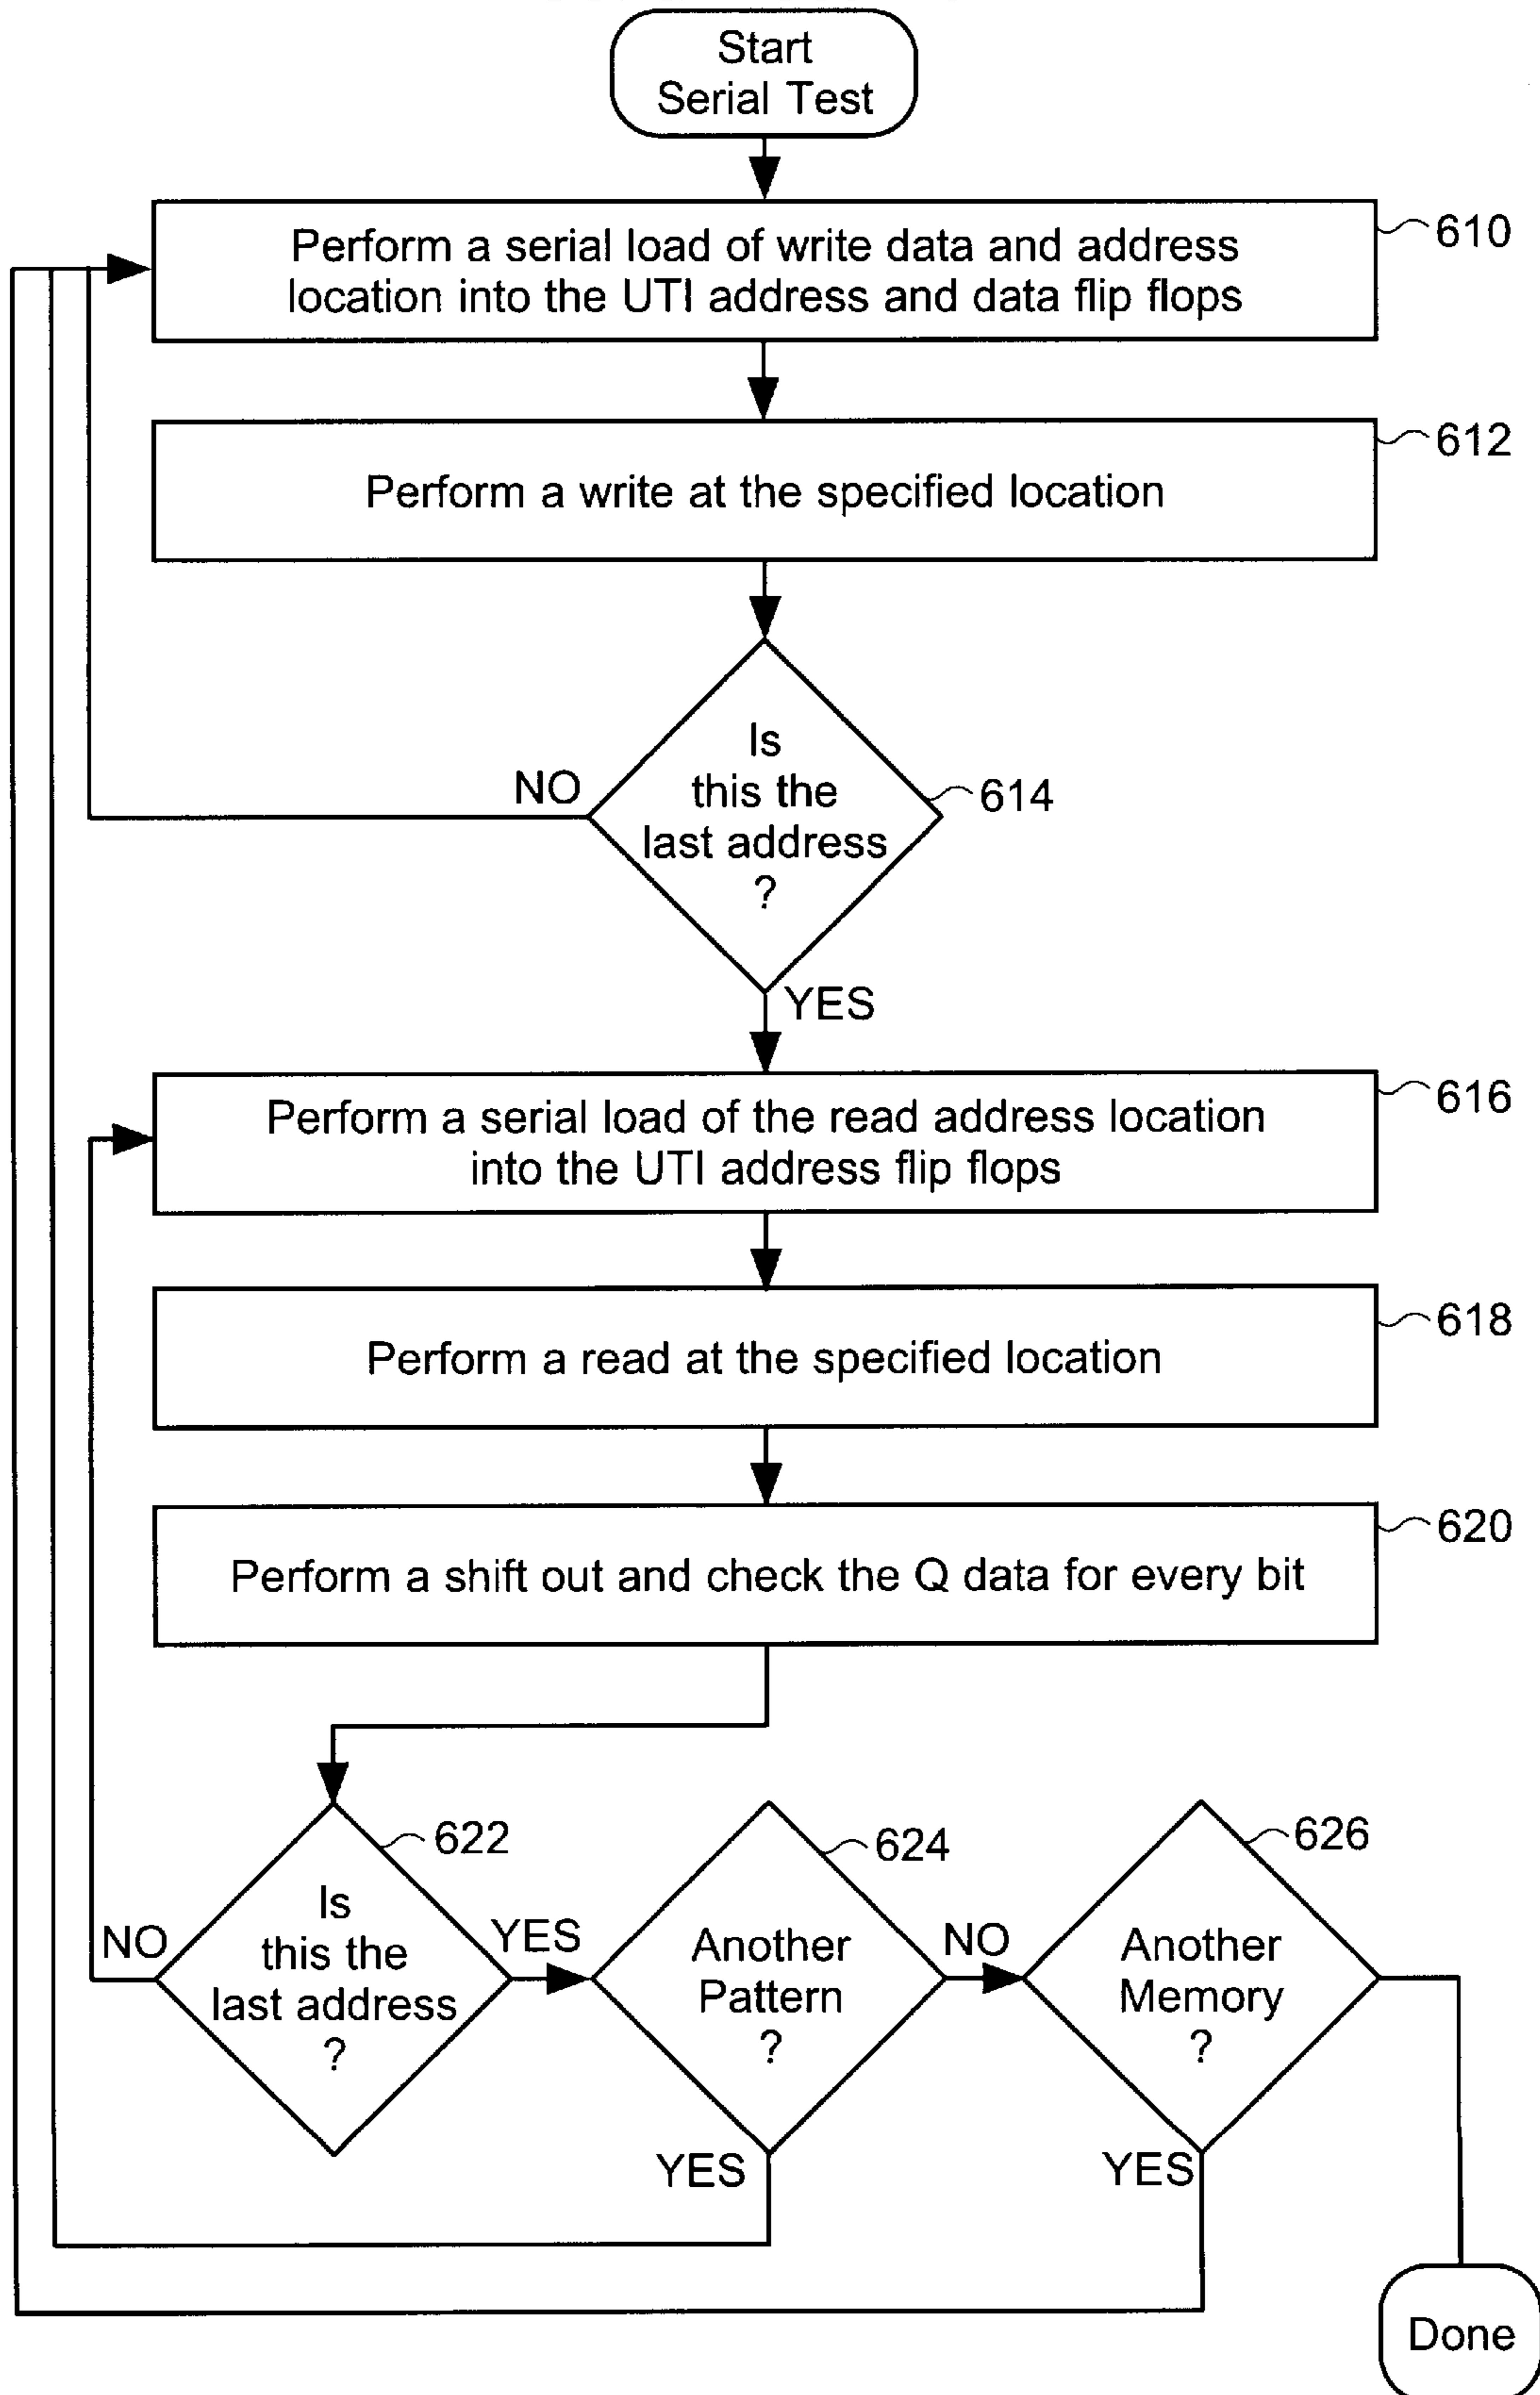 Start
Serial Test
Perform a serial load of write data and address
location into the UTI address and data flip flops
610
Perform a write at the specified location
612
Is
this the
last address
?
NO
614
YES
Perform a serial load of the read address location
into the UTI address flip flops
616
Perform a read at the specified location
618
Perform a shift out and check the Q data for every bit
620
622
Is
this the
last address
?
NO
YES
624
Another
Pattern
?
NO
YES
626
Another
Memory
?
YES
Done